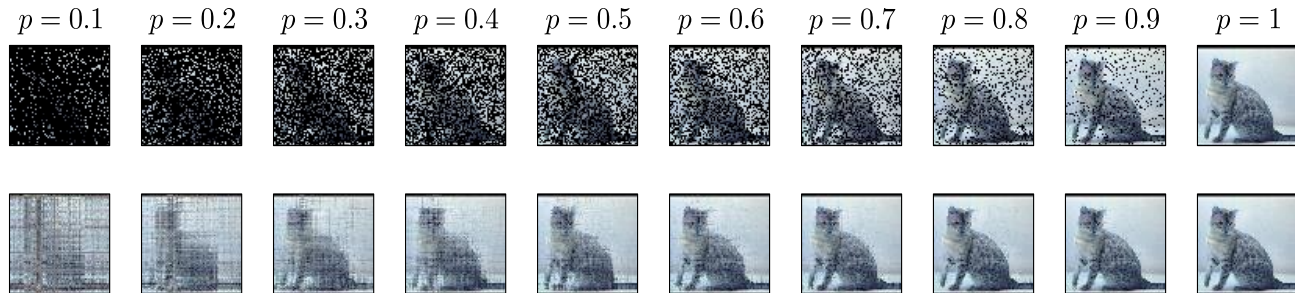 p = 0.1 p = 0.2 p = 0.3 p = 0.4 p = 0.5 p = 0.6 p = 0.7 p = 0.8 p = 0.9 p = 1